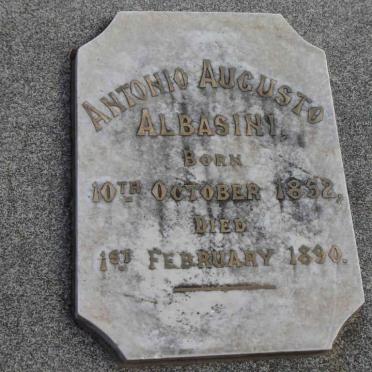 ANTONIO AUGUSTO
ALBASINI.
BORN
10TH OCTOBER 1852,
DIED
1ST FEBRUARY 1890.